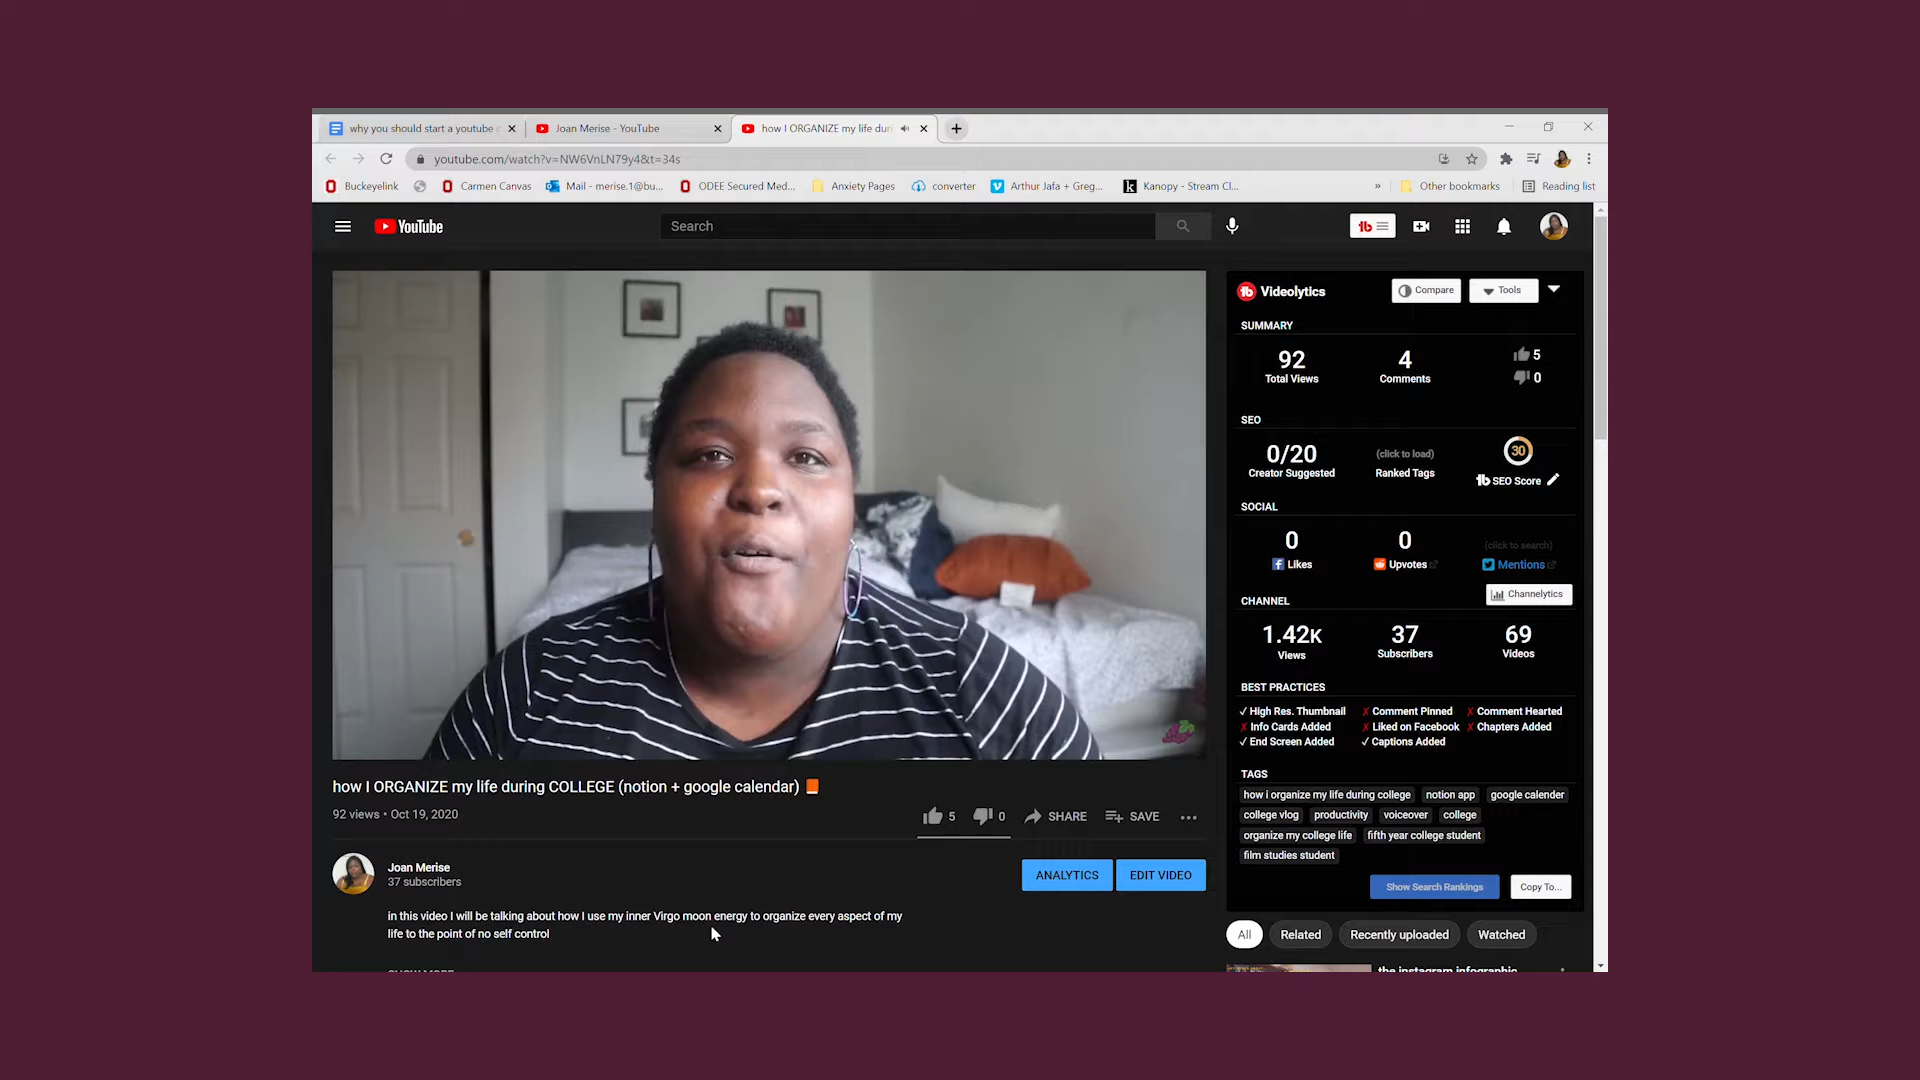 why you should start a youtube
Joan Merise - YouTube
how I ORGANIZE my life duri
youtube.com/watch?v=NW6VnLN79y4&t=34s
Buckeyelink
Carmen Canvas
Mail - merise.1@bu...
ODEE Secured Med...
Anxiety Pages
converter
Arthur Jafa + Greg...
Kanopy - Stream Cl...
»
Other bookmarks
Reading list
YouTube
Search
Videolytics
Compare
Tools
SUMMARY
92
Total Views
4
Comments
5
0
SEO
0/20
Creator Suggested
(click to load)
Ranked Tags
30
SEO Score
SOCIAL
0
Likes
0
Upvotes
(click to search)
Mentions
CHANNEL
Channelytics
1.42K
Views
37
Subscribers
69
Videos
BEST PRACTICES
✓ High Res. Thumbnail ✗ Comment Pinned ✗ Comment Hearted
✗ Info Cards Added ✗ Liked on Facebook ✗ Chapters Added
✓ End Screen Added ✓ Captions Added
TAGS
how i organize my life during college notion app google calender
college vlog productivity voiceover college
organize my college life fifth year college student
film studies student
Show Search Rankings
Copy To...
All
Related
Recently uploaded
Watched
the instagram infographic
how I ORGANIZE my life during COLLEGE (notion + google calendar) 📙
92 views • Oct 19, 2020
5
0
SHARE
SAVE
Joan Merise
37 subscribers
ANALYTICS
EDIT VIDEO
in this video I will be talking about how I use my inner Virgo moon energy to organize every aspect of my
life to the point of no self control
SHOW MORE